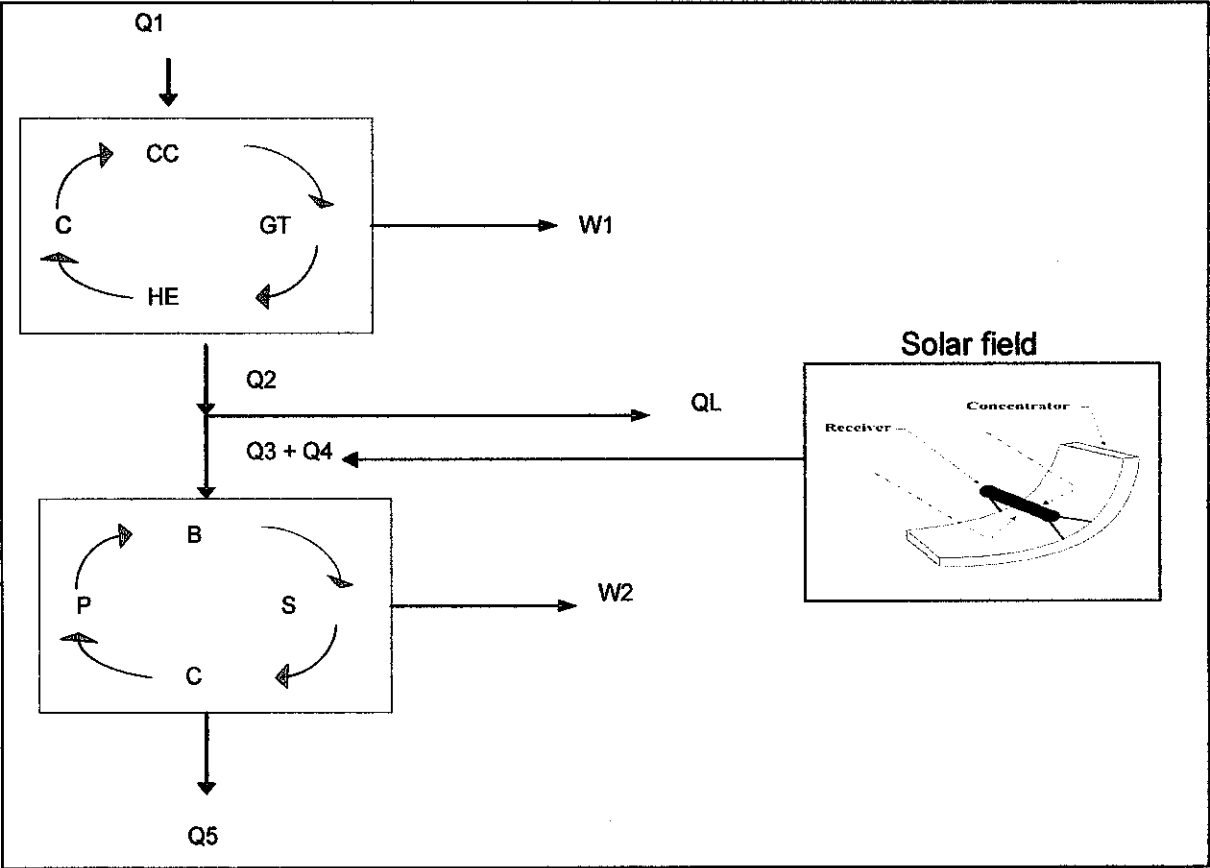 Q1
CC
C
GT
HE
W1
Solar field
Q2
QL
Concentrator
Receiver
Q3 + Q4
B
P
S
C
W2
Q5